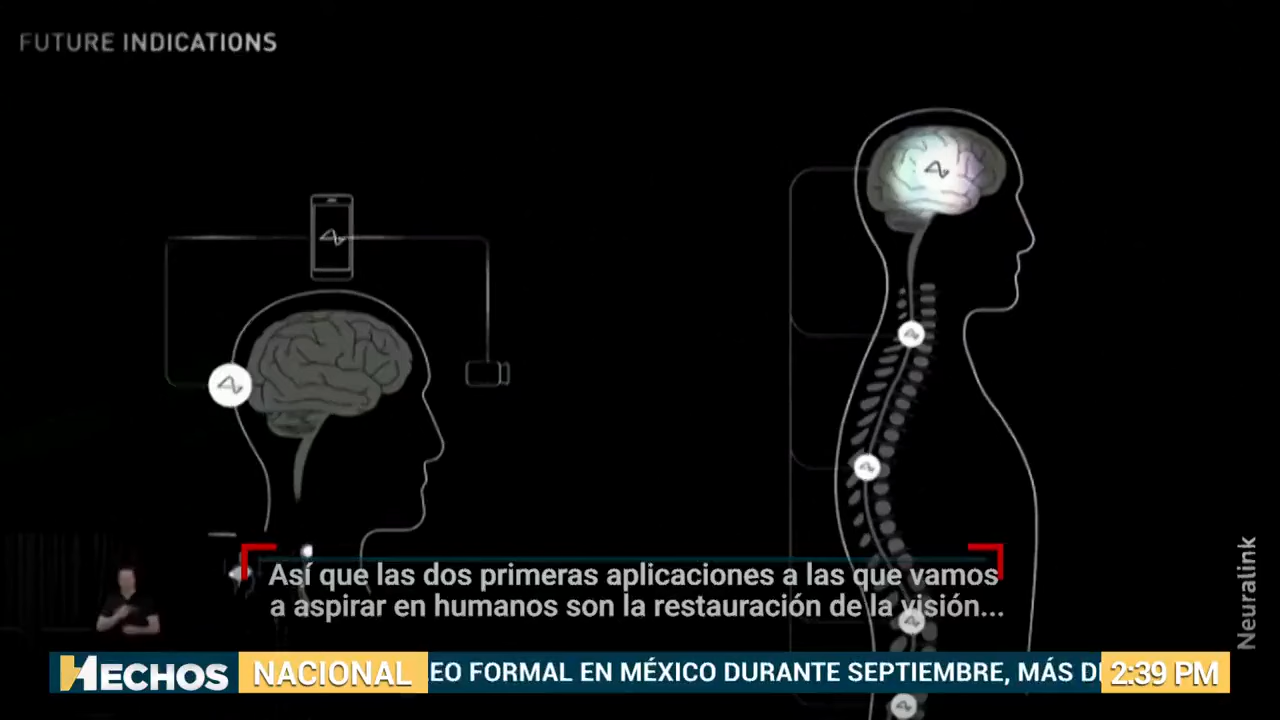 FUTURE INDICATIONS
Neuralink
Así que las dos primeras aplicaciones a las que vamos
a aspirar en humanos son la restauración de la visión...
HECHOS
NACIONAL
EO FORMAL EN MÉXICO DURANTE SEPTIEMBRE, MÁS
2:39 PM